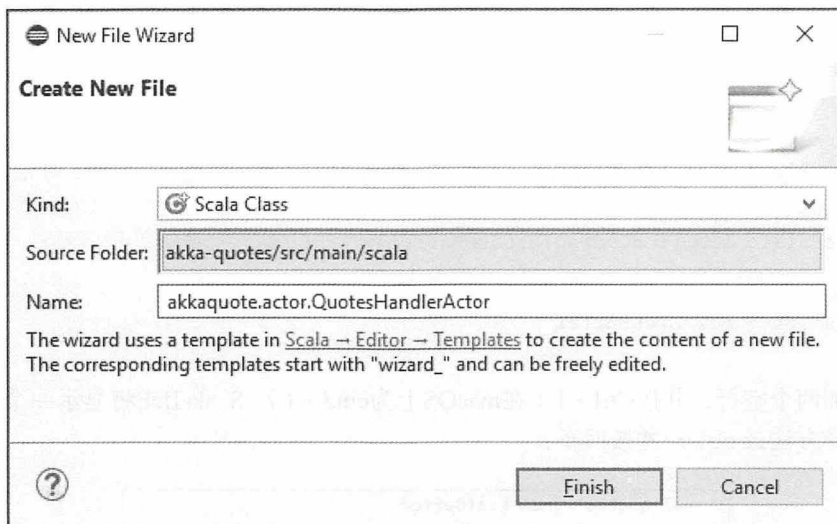 New File Wizard
Create New File
Kind: Scala Class
Source Folder: akka-quotes/src/main/scala
Name: akkaquote.actor.QuotesHandlerActor
The wizard uses a template in Scala → Editor → Templates to create the content of a new file.
The corresponding templates start with "wizard_" and can be freely edited.
Finish Cancel